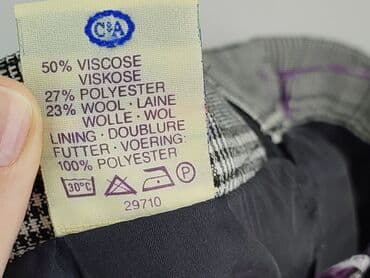 C&A
50% VISCOSE
VISKOSE
27% POLYESTER
23% WOOL · LAINE
WOLLE · WOL
LINING · DOUBLURE
FUTTER · VOERING:
100% POLYESTER
30°C P
29710